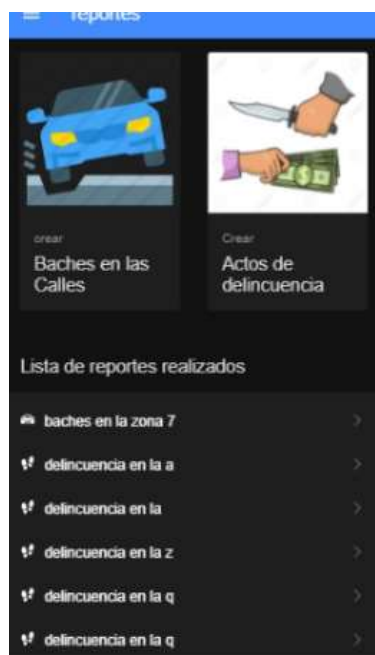 reportes
crear
Baches en las
Calles
Crear
Actos de
delincuencia
Lista de reportes realizados
baches en la zona 7
delincuencia en la a
delincuencia en la
delincuencia en la z
delincuencia en la q
delincuencia en la q